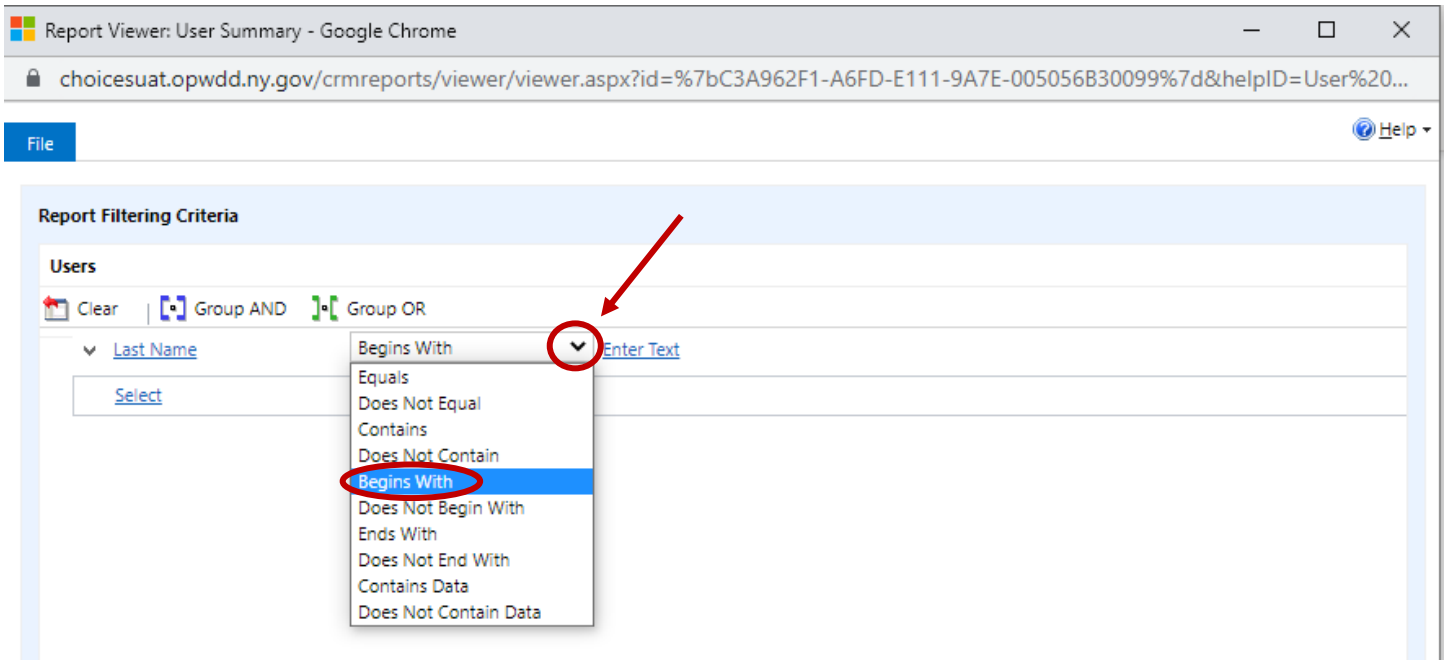 Report Viewer: User Summary - Google Chrome
choicesuat.opwdd.ny.gov/crmreports/viewer/viewer.aspx?id=%7bC3A962F1-A6FD-E111-9A7E-005056B30099%7d&helpID=User%20...
File Help
Report Filtering Criteria
Users
Clear | Group AND Group OR
Last Name Begins With Enter Text
Equals
Select Does Not Equal
Contains
Does Not Contain
Begins With
Does Not Begin With
Ends With
Does Not End With
Contains Data
Does Not Contain Data